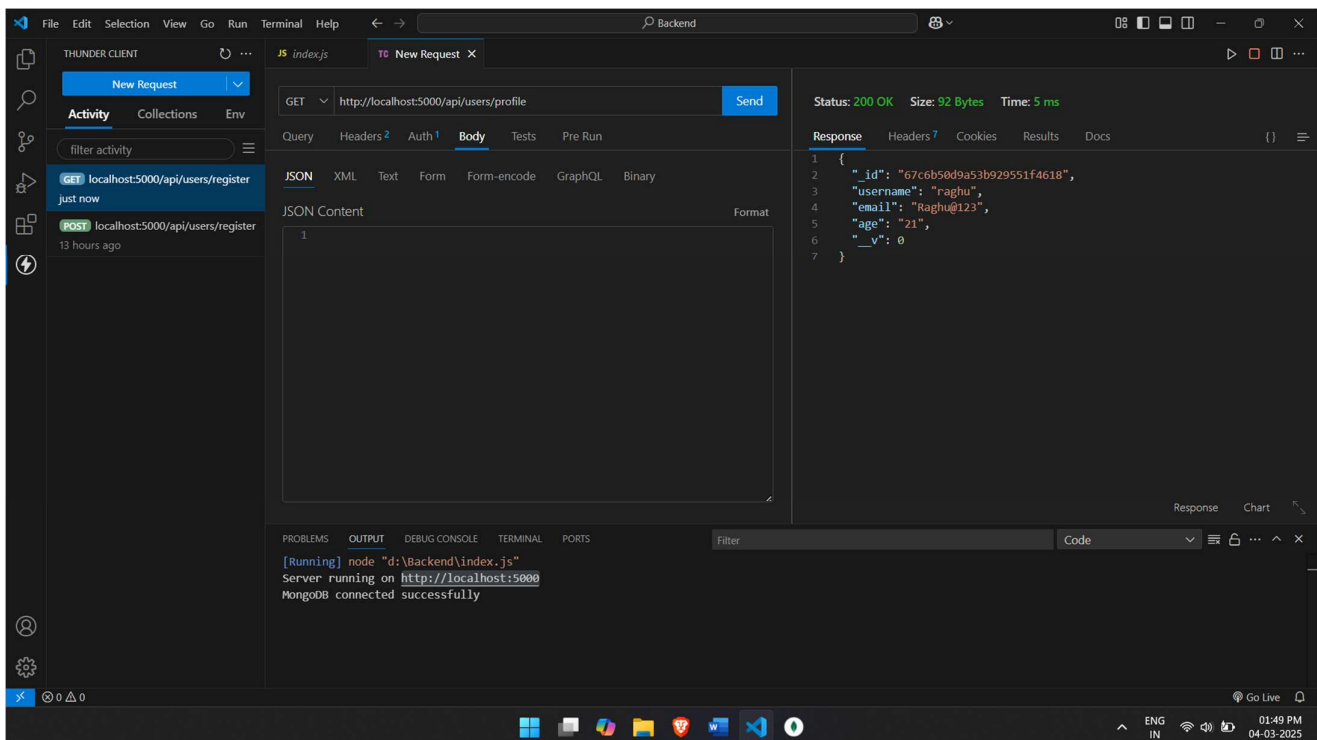 File Edit Selection View Go Run Terminal Help
Backend
THUNDER CLIENT
New Request
Activity Collections Env
filter activity
GET localhost:5000/api/users/register
just now
POST localhost:5000/api/users/register
13 hours ago
JS index.js
TC New Request
GET http://localhost:5000/api/users/profile Send
Query Headers 2 Auth 1 Body Tests Pre Run
JSON XML Text Form Form-encode GraphQL Binary
JSON Content Format
1
Status: 200 OK Size: 92 Bytes Time: 5 ms
Response Headers 7 Cookies Results Docs {}
1 {
2 "_id": "67c6b50d9a53b929551f4618",
3 "username": "raghu",
4 "email": "Raghu@123",
5 "age": "21",
6 "__v": 0
7 }
Response Chart
PROBLEMS OUTPUT DEBUG CONSOLE TERMINAL PORTS Filter Code
[Running] node "d:\Backend\index.js"
Server running on http://localhost:5000
MongoDB connected successfully
0 0 Go Live
ENG IN
01:49 PM
04-03-2025